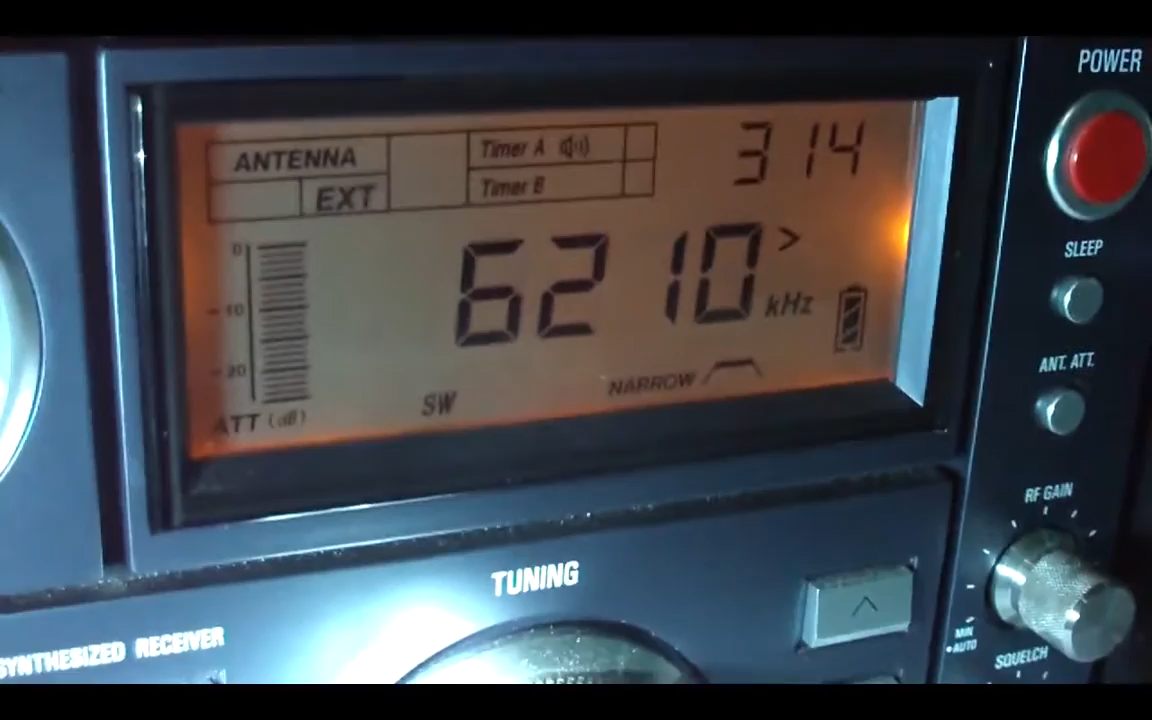 POWER
ANTENNA
EXT
Timer A
Timer B
314
6210 >
kHz
0
-10
-20
ATT (dB)
SW
NARROW
SLEEP
ANT. ATT.
RF GAIN
MIN
•AUTO
SQUELCH
TUNING
SYNTHESIZED RECEIVER